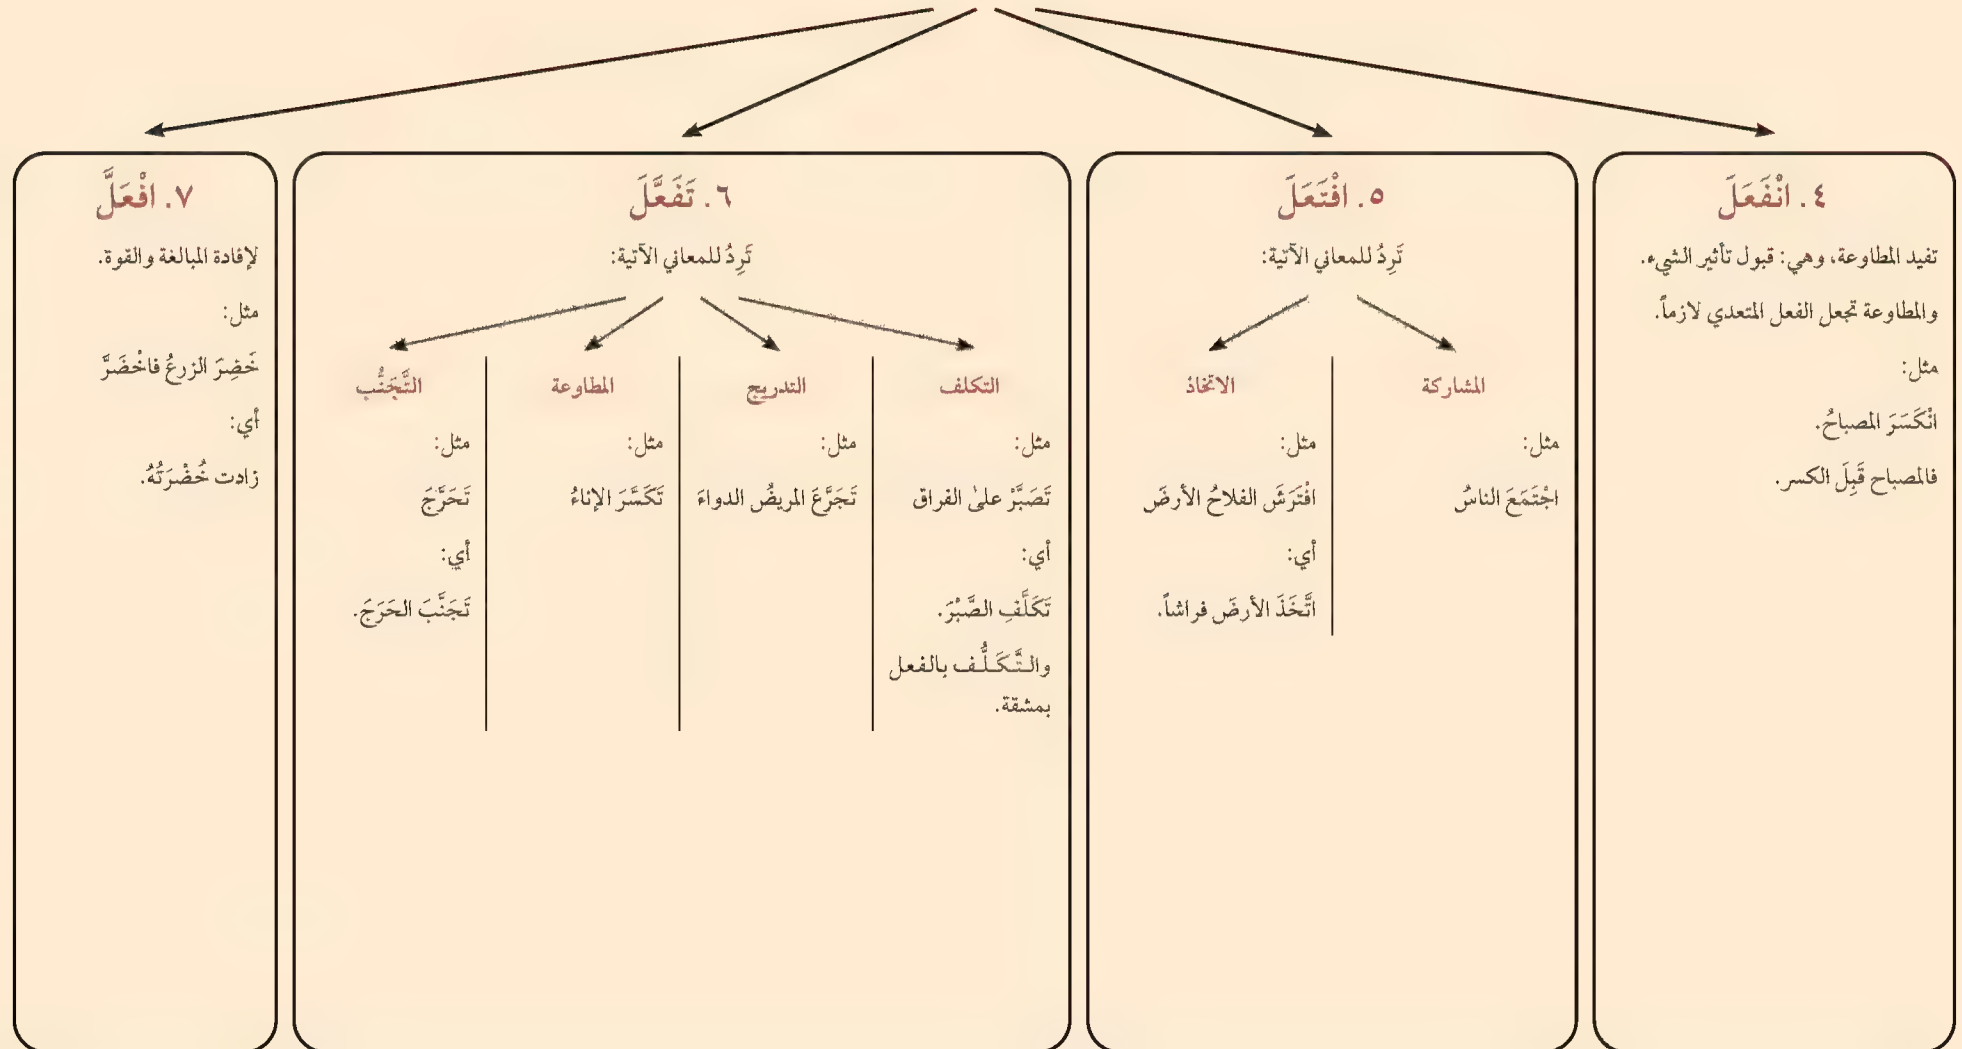 ٤. انْفَعَلَ
تفيد المطاوعة، وهي: قبول تأثير الشيء.
والمطاوعة تجعل الفعل المتعدي لازماً.
مثل:
انْكَسَرَ المصباحُ.
فالمصباح قَبِلَ الكسر.
٥. افْتَعَلَ
تَرِدُ للمعاني الآتية:
المشاركة
مثل:
اجْتَمَعَ الناسُ
الاتخاذ
مثل:
افْتَرَشَ الفلاحُ الأرضَ
أي:
اتَّخَذَ الأرضَ فراشاً.
٦. تَفَعَّلَ
تَرِدُ للمعاني الآتية:
التكلف
مثل:
تَصَبَّرْ علىٰ الفراق
أي:
تَكَلَّفِ الصَّبْرَ.
والتَّكَلُّف بالفعل
بمشقة.
التدريج
مثل:
تَجَرَّعَ المريضُ الدواءَ
المطاوعة
مثل:
تَكَسَّرَ الإناءُ
التَّجَنُّب
مثل:
تَحَرَّجَ
أي:
تَجَنَّبَ الحَرَجَ.
٧. افْعَلَّ
لإفادة المبالغة والقوة.
مثل:
خَضِرَ الزرعُ فاخْضَرَّ
أي:
زادت خُضْرَتُهُ.